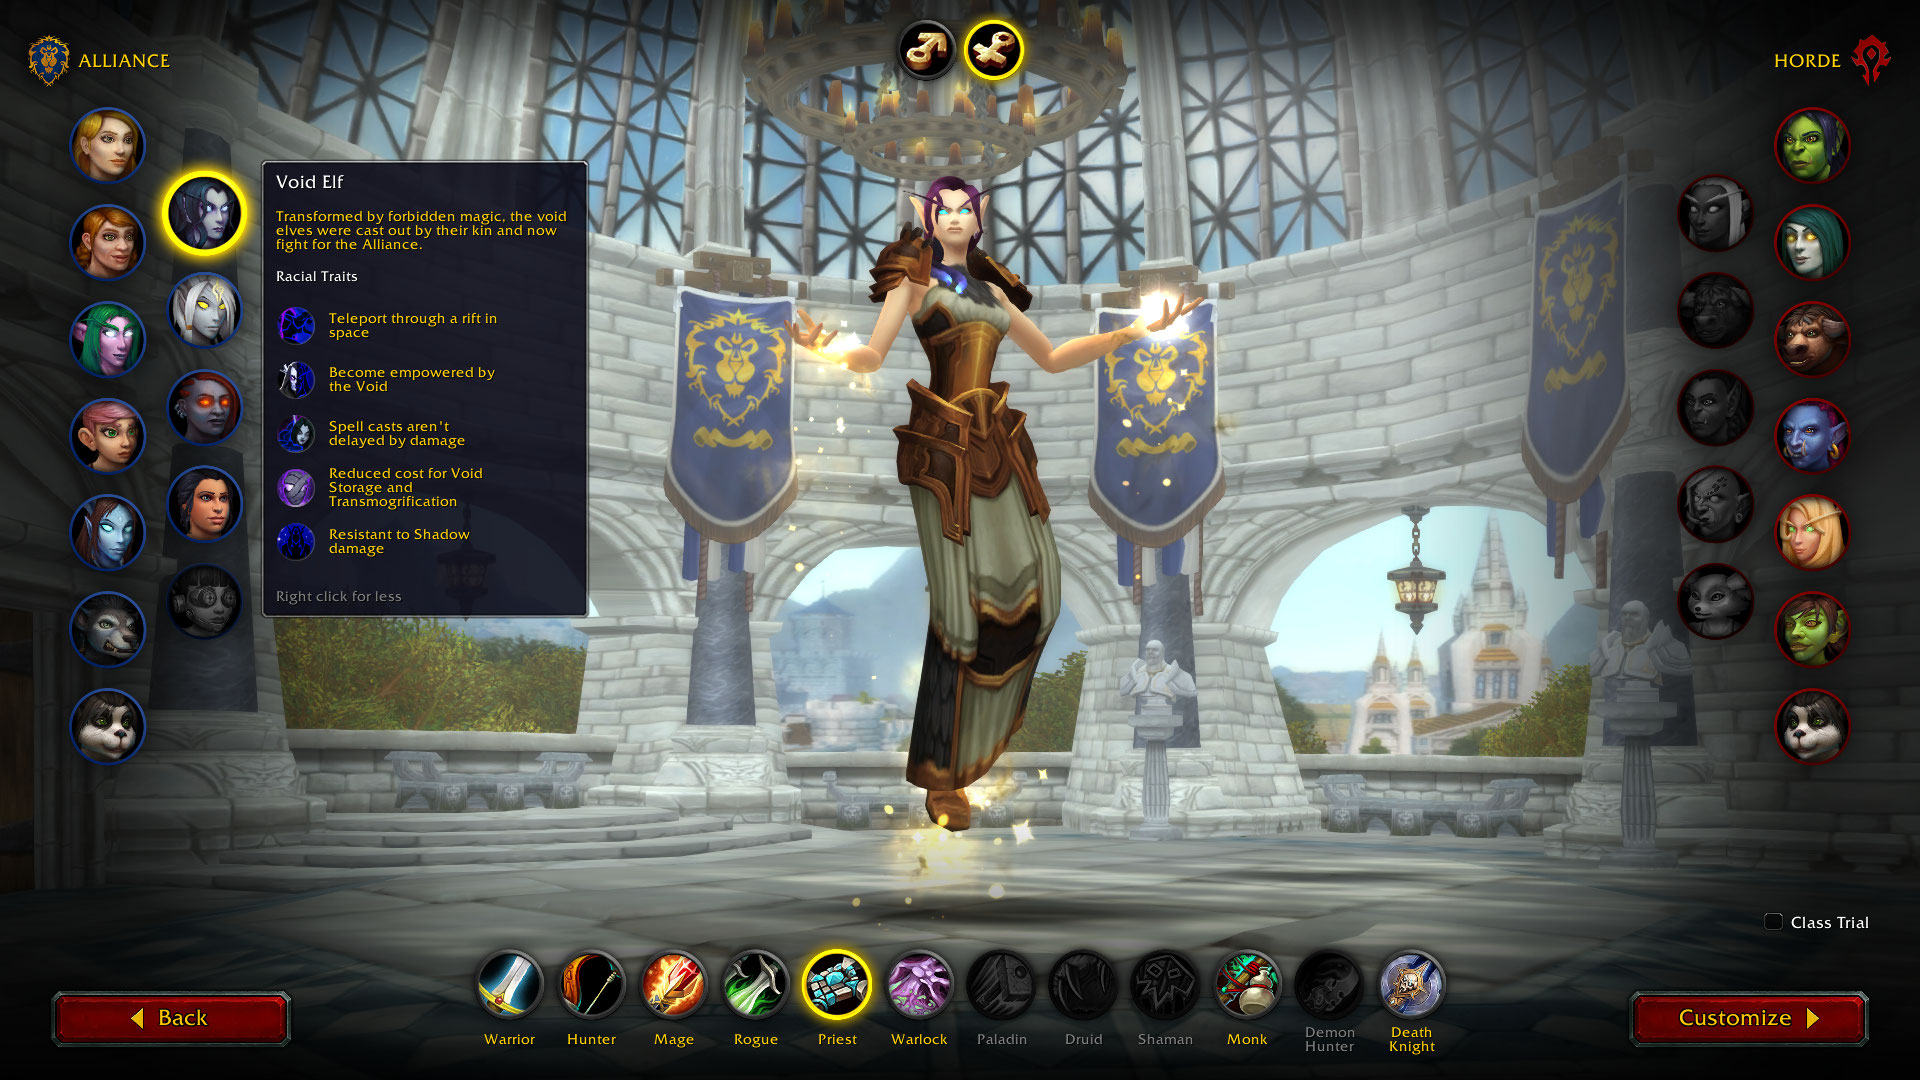 ALLIANCE
HORDE
Void Elf
Transformed by forbidden magic, the void
elves were cast out by their kin and now
fight for the Alliance.
Racial Traits
Teleport through a rift in
space
Become empowered by
the Void
Spell casts aren't
delayed by damage
Reduced cost for Void
Storage and
Transmogrification
Resistant to Shadow
damage
Right click for less
Class Trial
Warrior
Hunter
Mage
Rogue
Priest
Warlock
Paladin
Druid
Shaman
Monk
Demon
Hunter
Death
Knight
Back
Customize